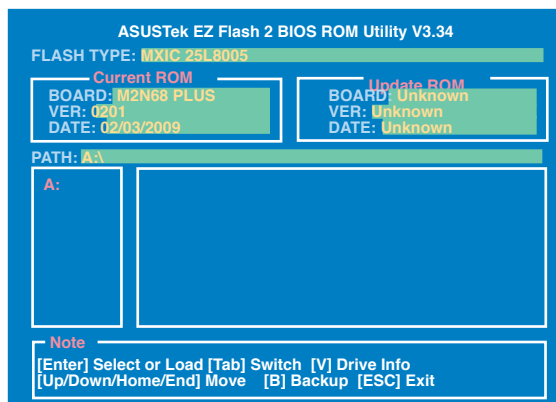 ASUSTek EZ Flash 2 BIOS ROM Utility V3.34
FLASH TYPE: MXIC 25L8005
Current ROM
BOARD: M2N68 PLUS
VER: 0201
DATE: 02/03/2009
Update ROM
BOARD: Unknown
VER: Unknown
DATE: Unknown
PATH: A:\
A:
Note
[Enter] Select or Load [Tab] Switch [V] Drive Info
[Up/Down/Home/End] Move [B] Backup [ESC] Exit